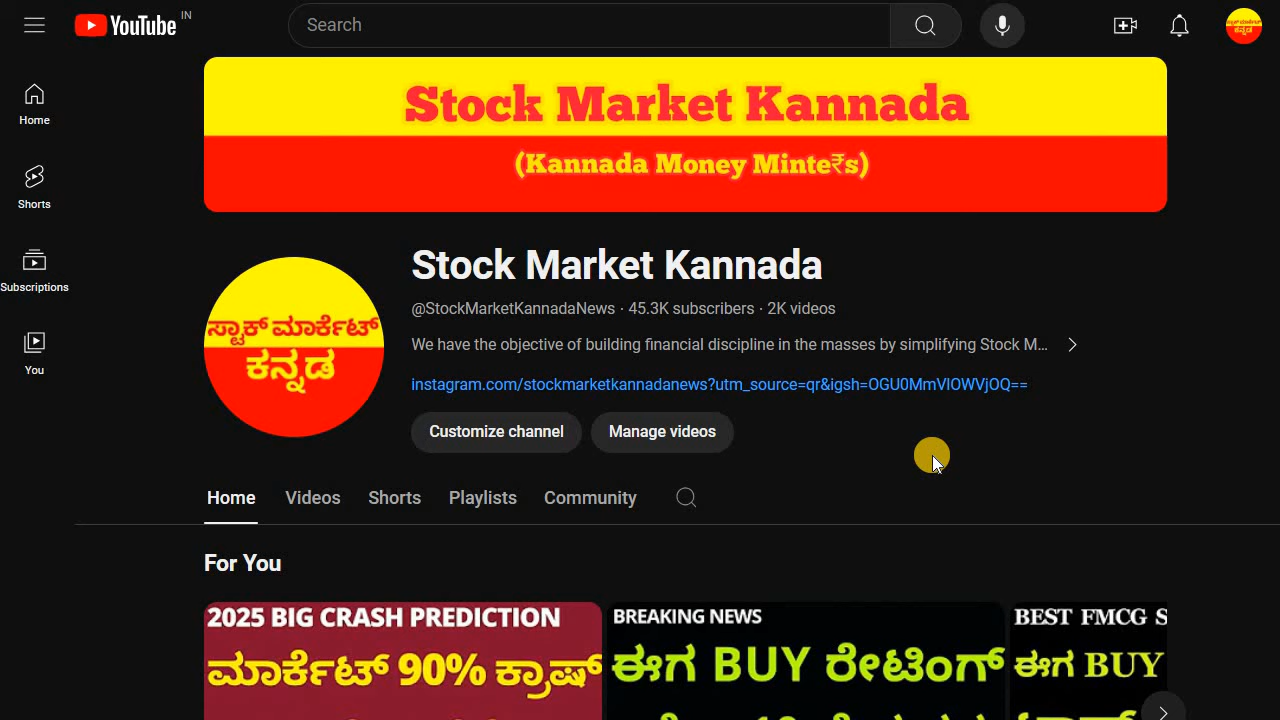 YouTube IN
Search
Home
Shorts
Subscriptions
You
Stock Market Kannada
(Kannada Money Minte₹s)
ಸ್ಟಾಕ್ ಮಾರ್ಕೆಟ್
ಕನ್ನಡ
Stock Market Kannada
@StockMarketKannadaNews · 45.3K subscribers · 2K videos
We have the objective of building financial discipline in the masses by simplifying Stock M...
instagram.com/stockmarketkannadanews?utm_source=qr&igsh=OGU0MmVlOWVjOQ==
Customize channel Manage videos
Home Videos Shorts Playlists Community
For You
2025 BIG CRASH PREDICTION
ಮಾರ್ಕೆಟ್ 90% ಕ್ರಾಷ್
BREAKING NEWS
ಈಗ BUY ರೇಟಿಂಗ್
BEST FMCG S
ಈಗ BUY